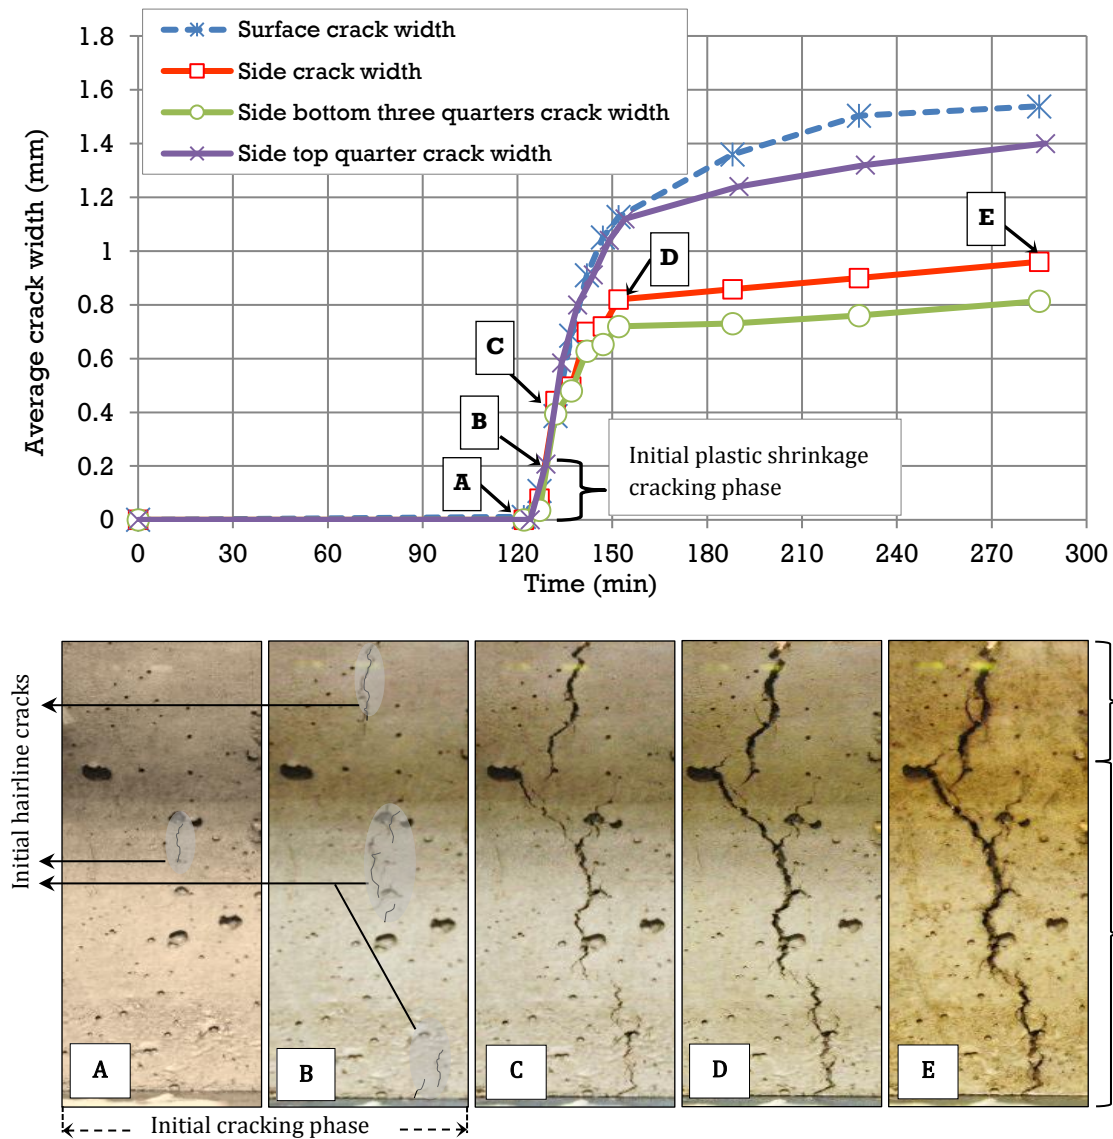 Surface crack width
Side crack width
Side bottom three quarters crack width
Side top quarter crack width
Average crack width (mm)
1.8
1.6
1.4
1.2
1
0.8
0.6
0.4
0.2
0
E
D
C
B
A
Initial plastic shrinkage
cracking phase
0 30 60 90 120 150 180 210 240 270 300
Time (min)
Initial hairline cracks
A B C D E
Initial cracking phase